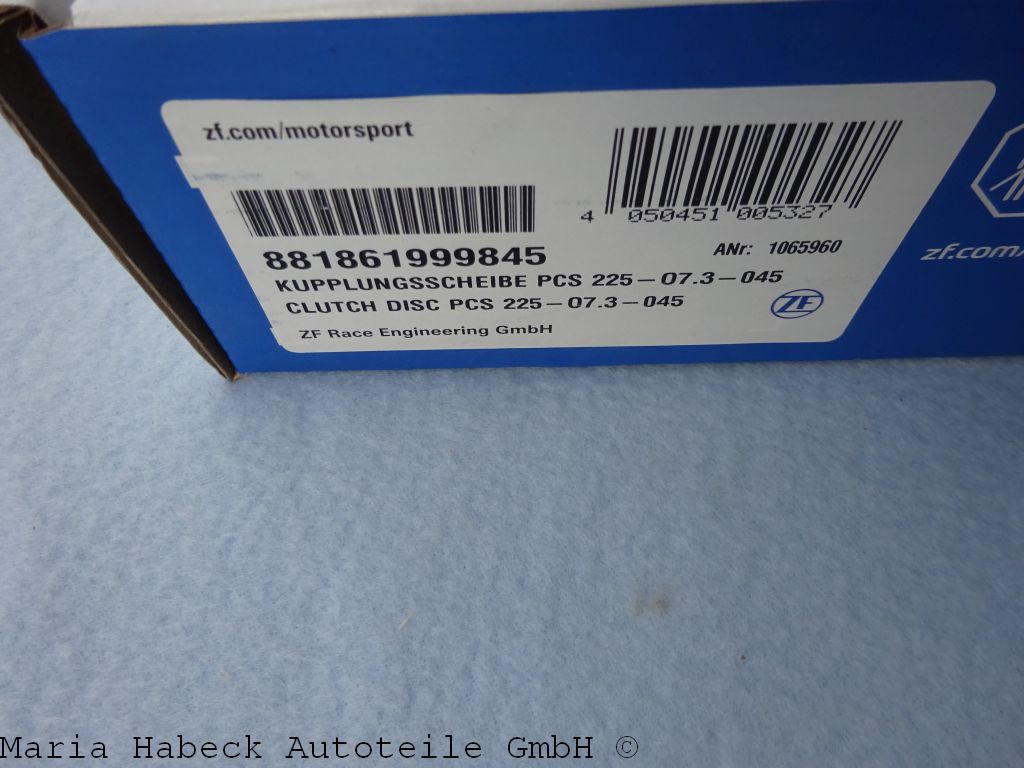 zf.com/motorsport
4 050451 005327
881861999845
ANr: 1065960
KUPPLUNGSSCHEIBE PCS 225-07.3-045
CLUTCH DISC PCS 225-07.3-045
ZF
ZF Race Engineering GmbH
zf.com/
Maria Habeck Autoteile GmbH ©